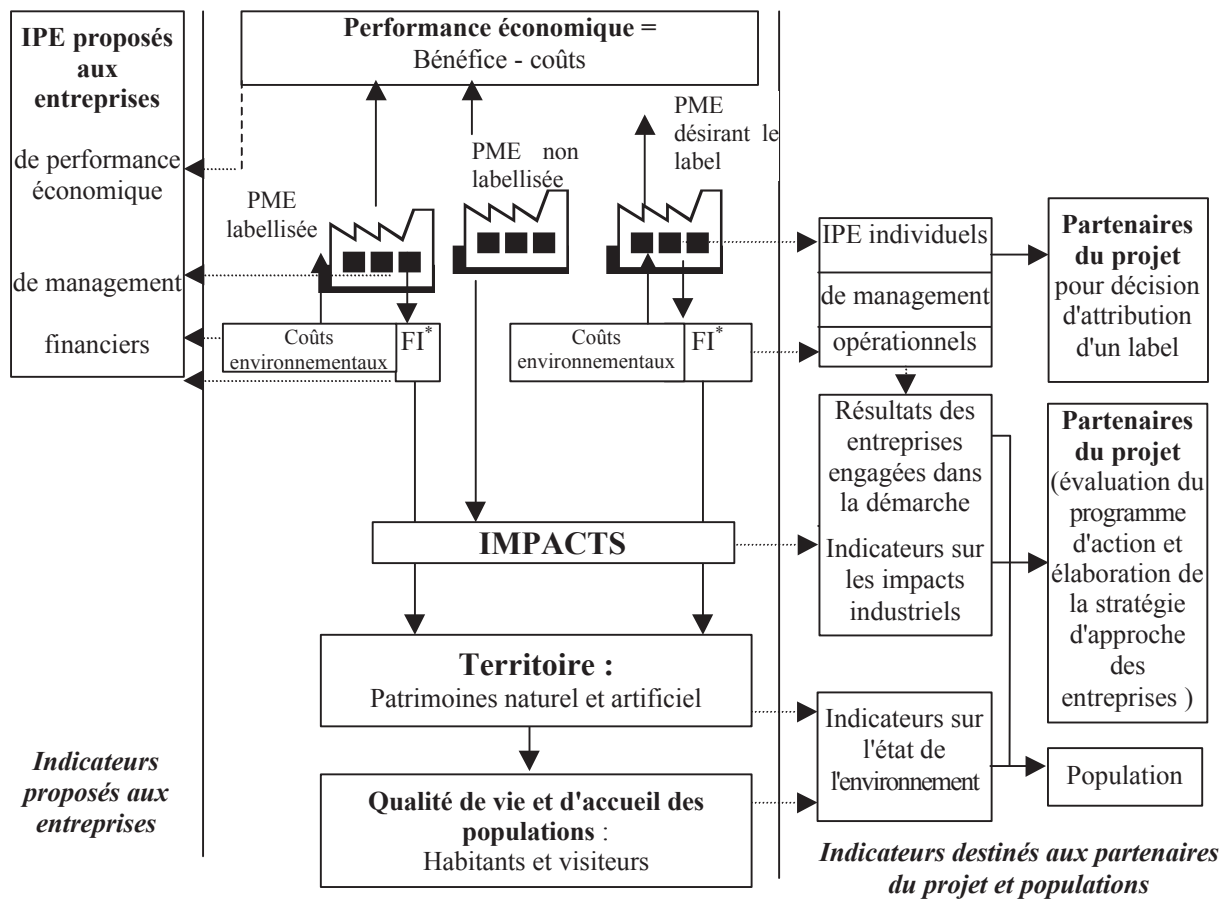 IPE proposés
aux
entreprises
de performance
économique
de management
financiers
Indicateurs
proposés aux
entreprises
Performance économique =
Bénéfice - coûts
PME
labellisée
PME non
labellisée
PME
désirant le
label
Coûts
environnementaux
FI*
Coûts
environnementaux
FI*
IMPACTS
Territoire :
Patrimoines naturel et artificiel
Qualité de vie et d'accueil des
populations :
Habitants et visiteurs
IPE individuels
de management
opérationnels
Résultats des
entreprises
engagées dans
la démarche
Indicateurs sur
les impacts
industriels
Indicateurs sur
l'état de
l'environnement
Partenaires
du projet
pour décision
d'attribution
d'un label
Partenaires
du projet
(évaluation du
programme
d'action et
élaboration de
la stratégie
d'approche
des
entreprises )
Population
Indicateurs destinés aux partenaires
du projet et populations